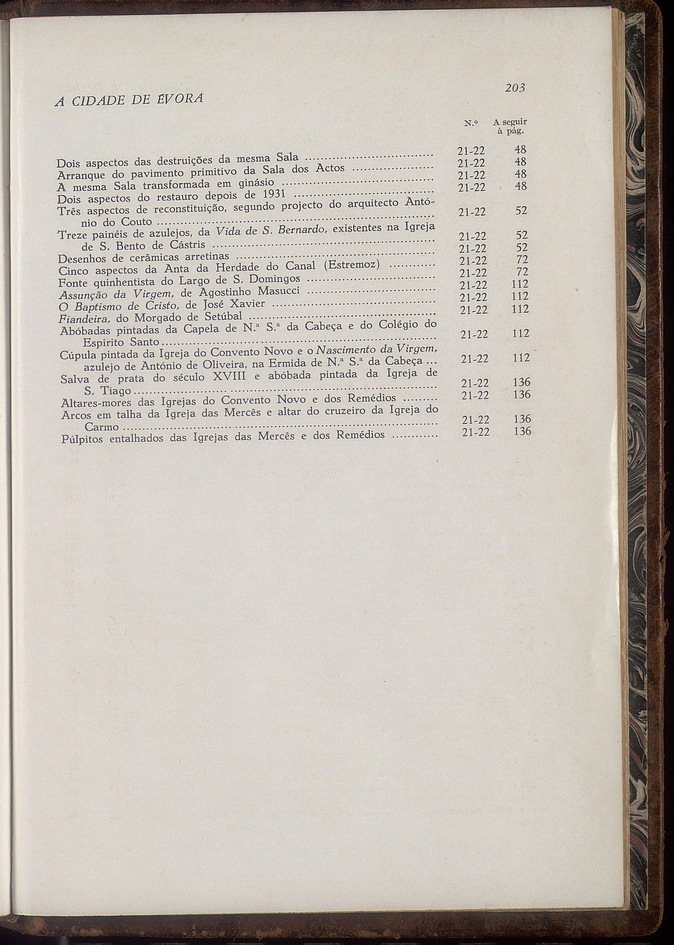 A CIDADE DE ÉVORA 203
N.º A seguir
à pág.
Dois aspectos das destruições da mesma Sala ................................ 21-22 48
Arranque do pavimento primitivo da Sala dos Actos .................... 21-22 48
A mesma Sala transformada em ginásio ...................................... 21-22 48
Dois aspectos do restauro depois de 1931 ................................... 21-22 48
Três aspectos de reconstituição, segundo projecto do arquitecto Antó-
nio do Couto ........................................................................ 21-22 52
Treze painéis de azulejos, da Vida de S. Bernardo, existentes na Igreja
de S. Bento de Cástris ........................................................ 21-22 52
Desenhos de cerâmicas arretinas .................................................. 21-22 52
Cinco aspectos da Anta da Herdade do Canal (Estremoz) ............ 21-22 72
Fonte quinhentista do Largo de S. Domingos ................................ 21-22 72
Assunção da Virgem, de Agostinho Masucci ................................ 21-22 112
O Baptismo de Cristo, de José Xavier ......................................... 21-22 112
Fiandeira, do Morgado de Setúbal ............................................... 21-22 112
Abóbadas pintadas da Capela de N.ª S.ª da Cabeça e do Colégio do
Espírito Santo ..................................................................... 21-22 112
Cúpula pintada da Igreja do Convento Novo e o Nascimento da Virgem,
azulejo de António de Oliveira, na Ermida de N.ª S.ª da Cabeça ... 21-22 112
Salva de prata do século XVIII e abóbada pintada da Igreja de
S. Tiago ............................................................................. 21-22 136
Altares-mores das Igrejas do Convento Novo e dos Remédios ......... 21-22 136
Arcos em talha da Igreja das Mercês e altar do cruzeiro da Igreja do
Carmo ................................................................................ 21-22 136
Púlpitos entalhados das Igrejas das Mercês e dos Remédios ............ 21-22 136